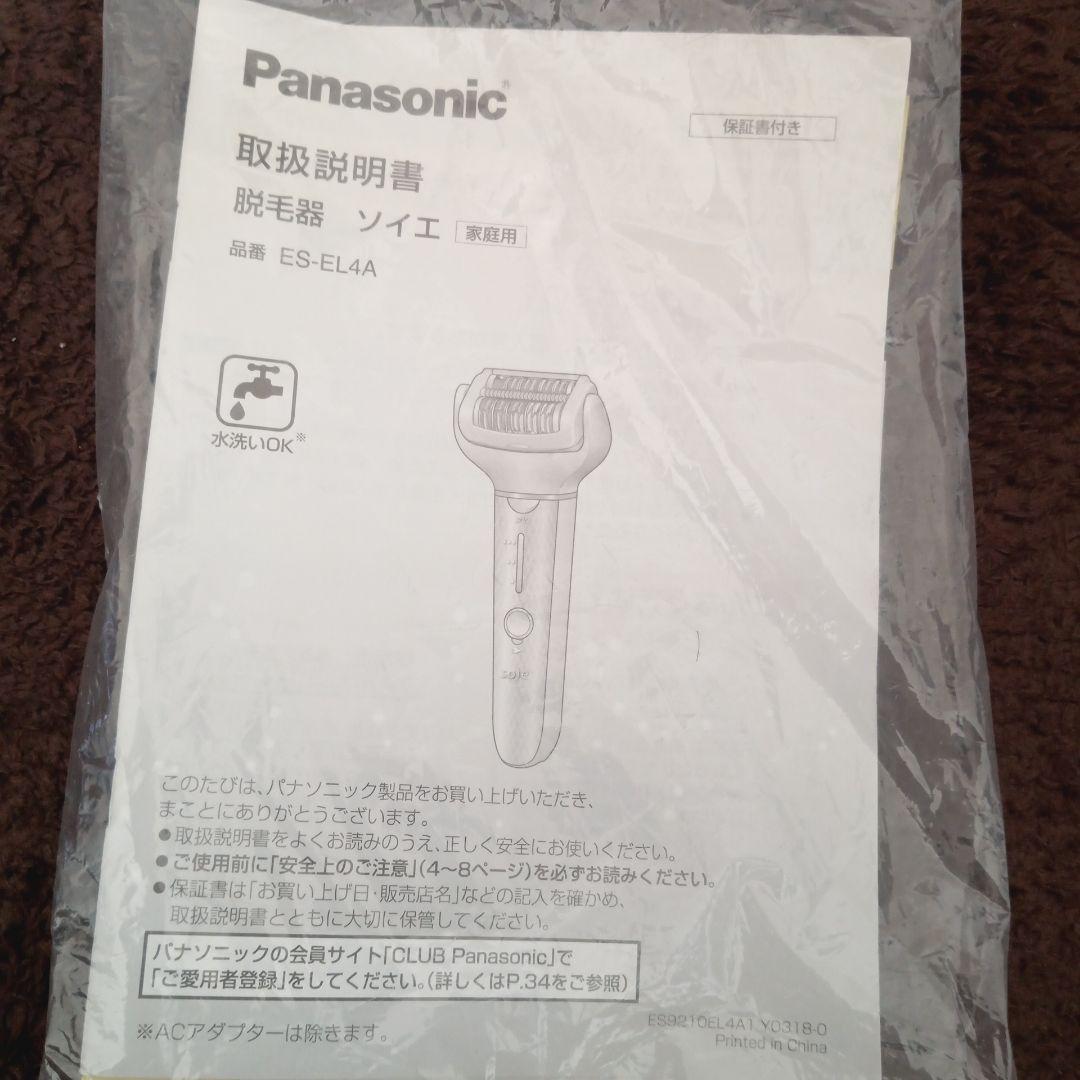 Panasonic®
保証書付き
取扱説明書
脱毛器 ソイエ 家庭用
品番 ES-EL4A
水洗いOK※
soie
このたびは、パナソニック製品をお買い上げいただき、
まことにありがとうございます。
●取扱説明書をよくお読みのうえ、正しく安全にお使いください。
●ご使用前に「安全上のご注意」(4〜8ページ)を必ずお読みください。
●保証書は「お買い上げ日・販売店名」などの記入を確かめ、
取扱説明書とともに大切に保管してください。
パナソニックの会員サイト「CLUB Panasonic」で
「ご愛用者登録」をしてください。(詳しくはP.34をご参照)
※ACアダプターは除きます。
ES9210EL4A1 Y0318-0
Printed in China